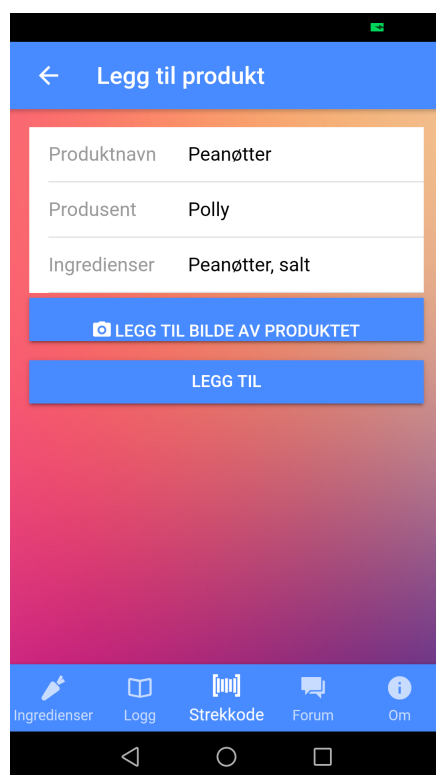 Legg til produkt
Produktnavn Peanøtter
Produsent Polly
Ingredienser Peanøtter, salt
LEGG TIL BILDE AV PRODUKTET
LEGG TIL
Ingredienser Logg Strekkode Forum Om